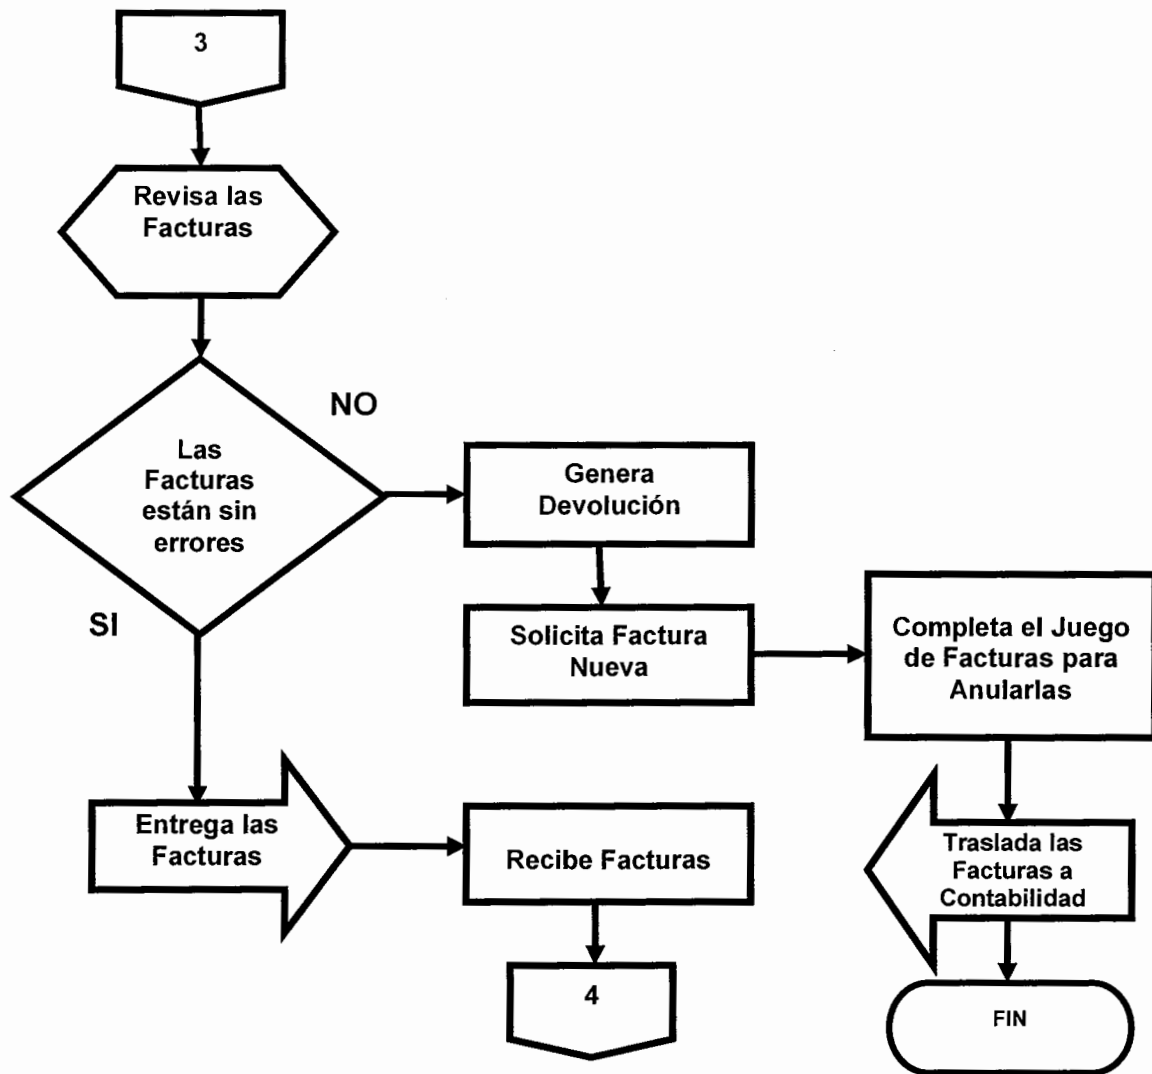 3
Revisa las
Facturas
NO
Las
Facturas
están sin
errores
SI
Genera
Devolución
Solicita Factura
Nueva
Completa el Juego
de Facturas para
Anularlas
Entrega las
Facturas
Recibe Facturas
Traslada las
Facturas a
Contabilidad
4
FIN